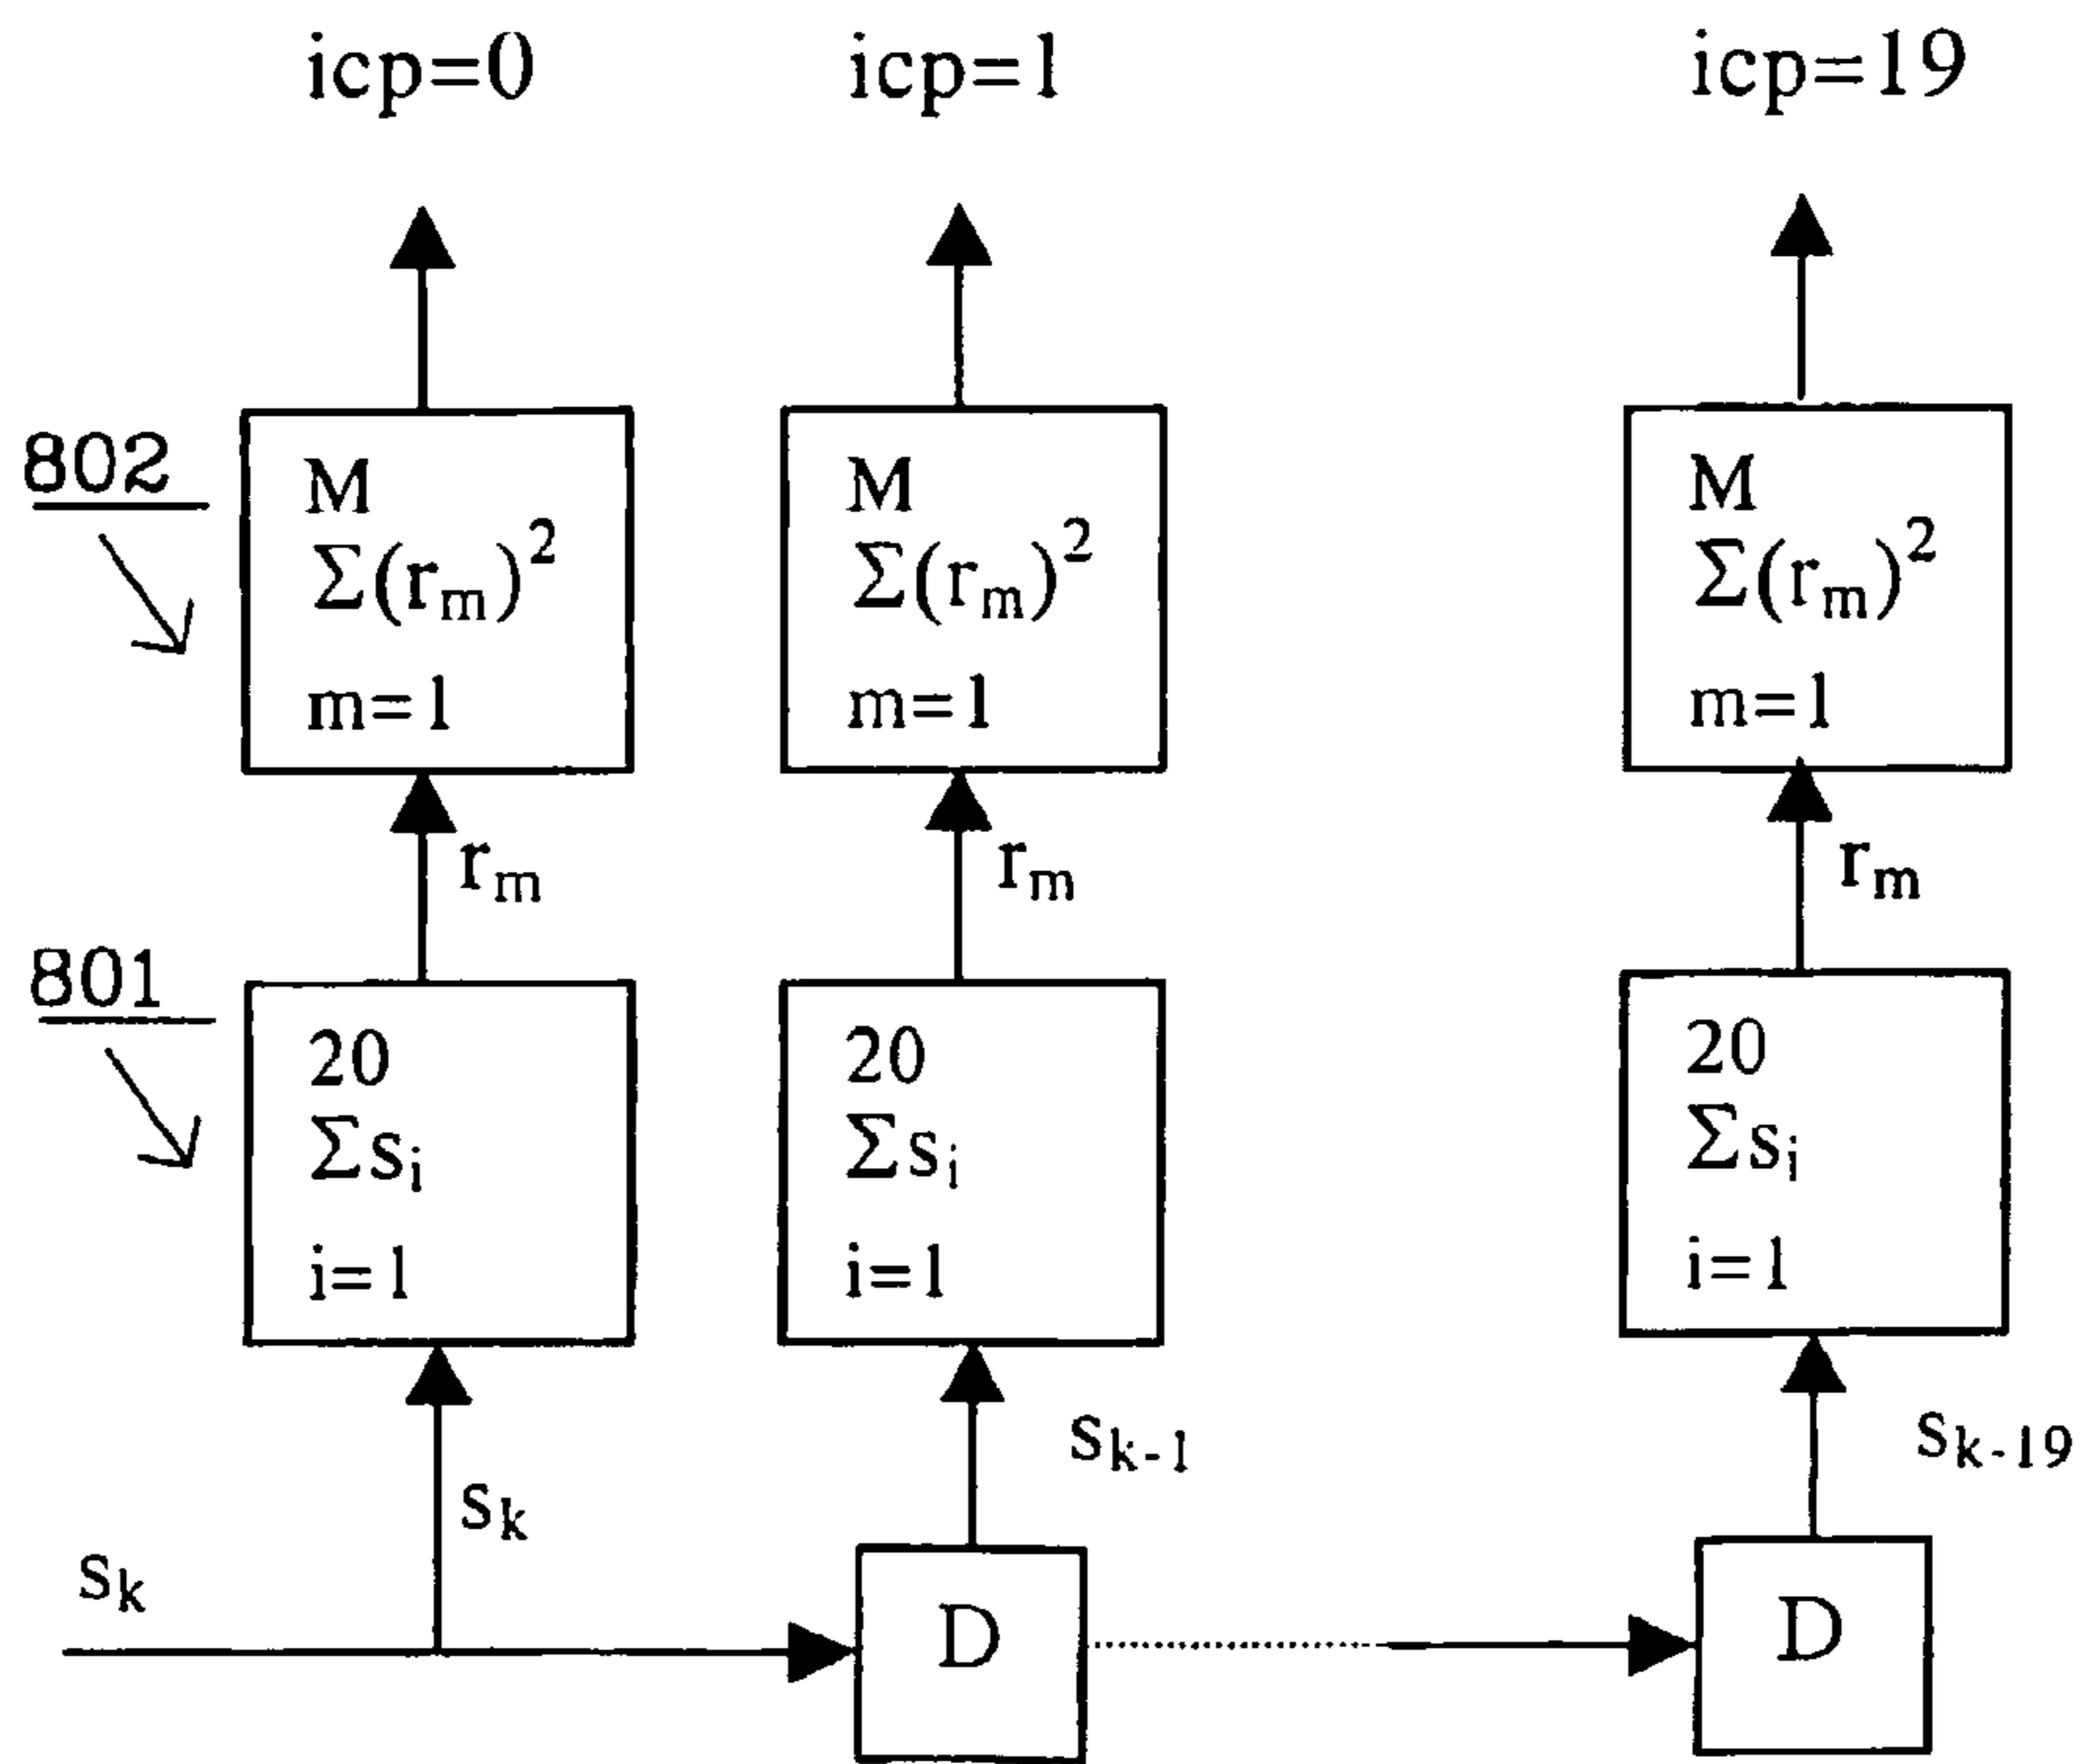 icp=0 icp=1 icp=19
802
M M M
Σ(rₘ)² Σ(rₘ)² Σ(rₘ)²
m=1 m=1 m=1
rₘ rₘ rₘ
801
20 20 20
Σsᵢ Σsᵢ Σsᵢ
i=1 i=1 i=1
sₖ₋₁ sₖ₋₁₉
sₖ
sₖ
D D